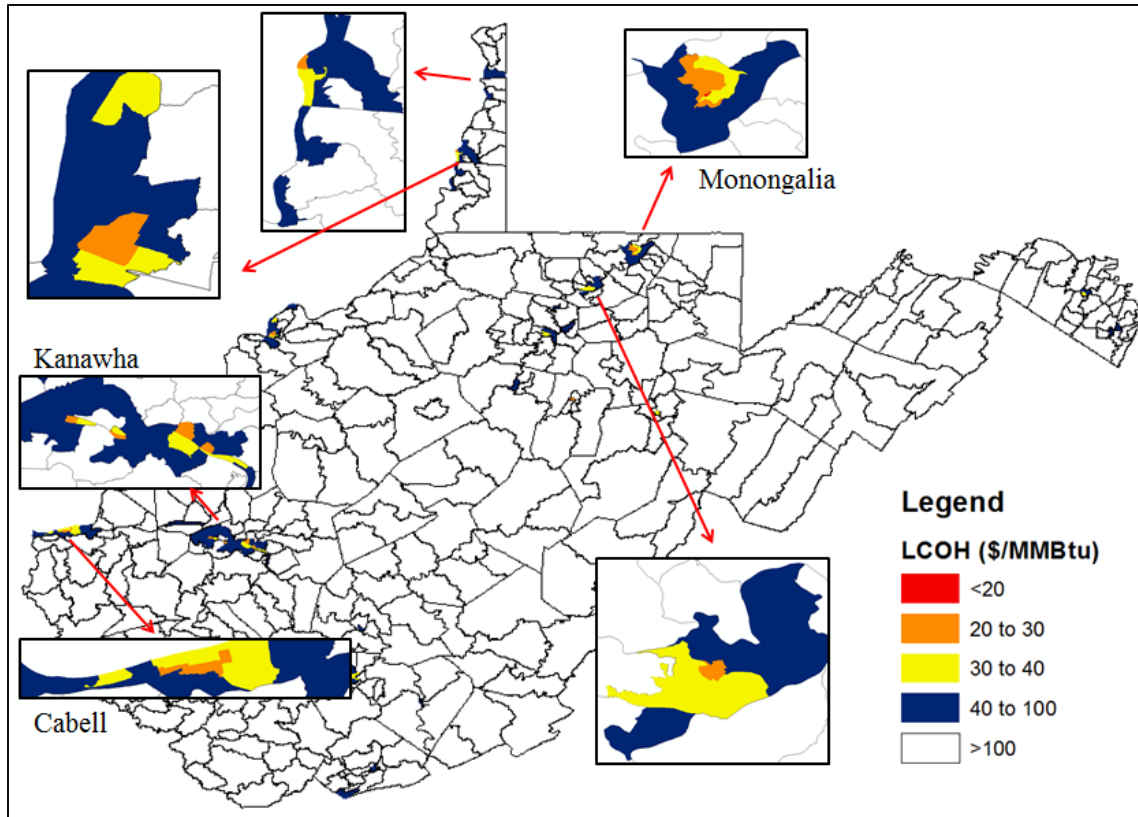 Monongalia
Kanawha
Cabell
Legend
LCOH ($/MMBtu)
<20
20 to 30
30 to 40
40 to 100
>100